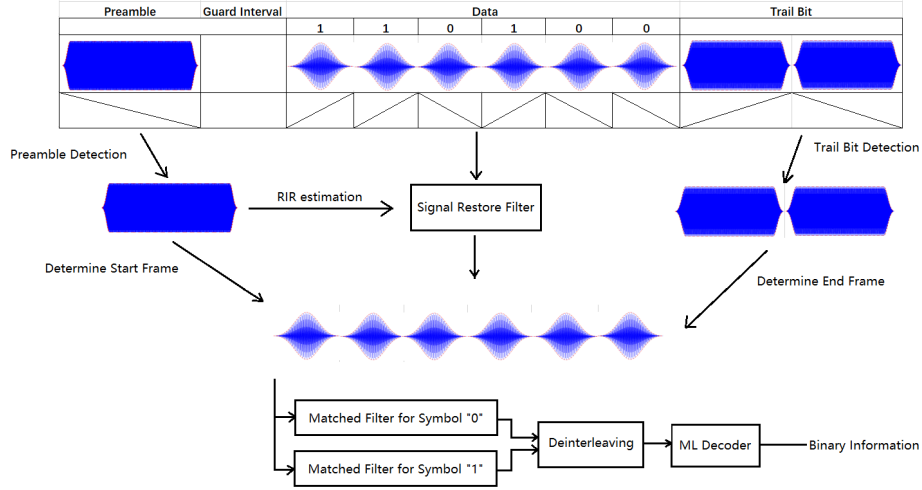 Preamble Guard Interval Data Trail Bit
1 1 0 1 0 0
Preamble Detection
Trail Bit Detection
RIR estimation
Signal Restore Filter
Determine Start Frame
Determine End Frame
Matched Filter for Symbol "0"
Deinterleaving
ML Decoder
Binary Information
Matched Filter for Symbol "1"